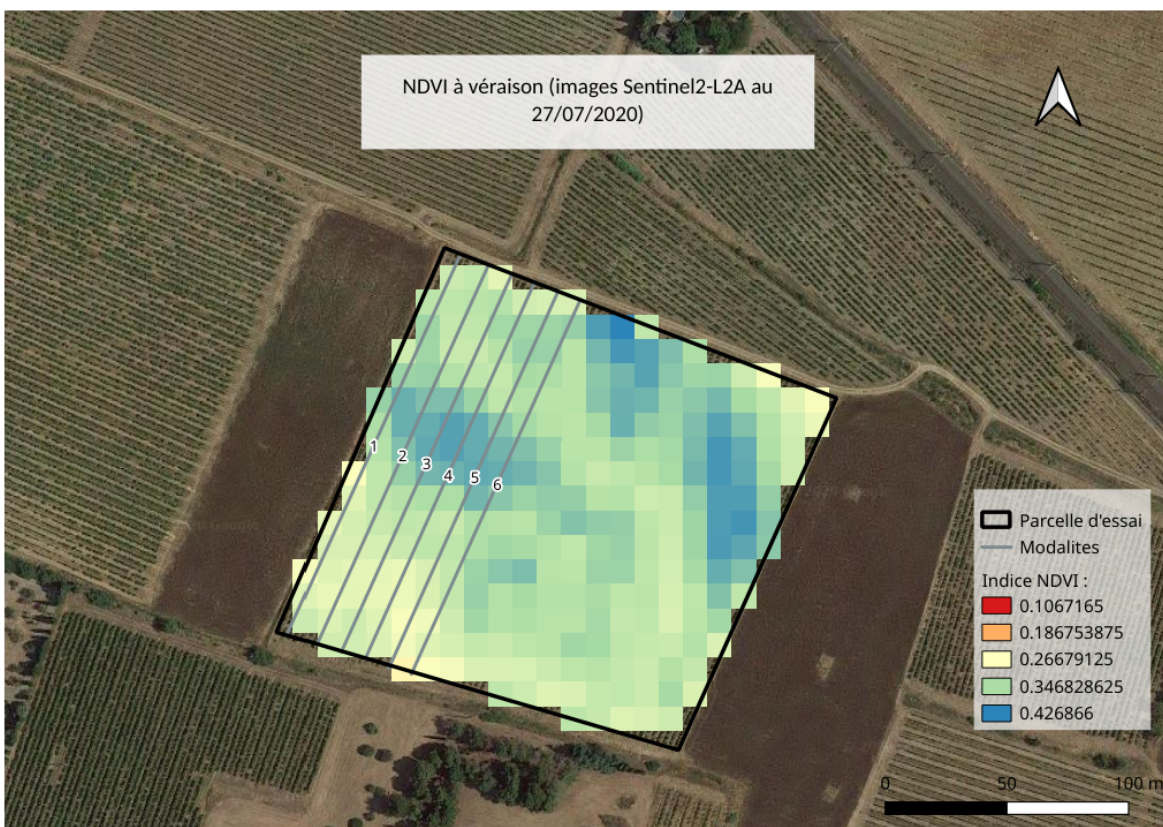 NDVI à véraison (images Sentinel2-L2A au
27/07/2020)
1
2
3
4
5
6
Parcelle d'essai
Modalites
Indice NDVI :
0.1067165
0.186753875
0.26679125
0.346828625
0.426866
0 50 100 m